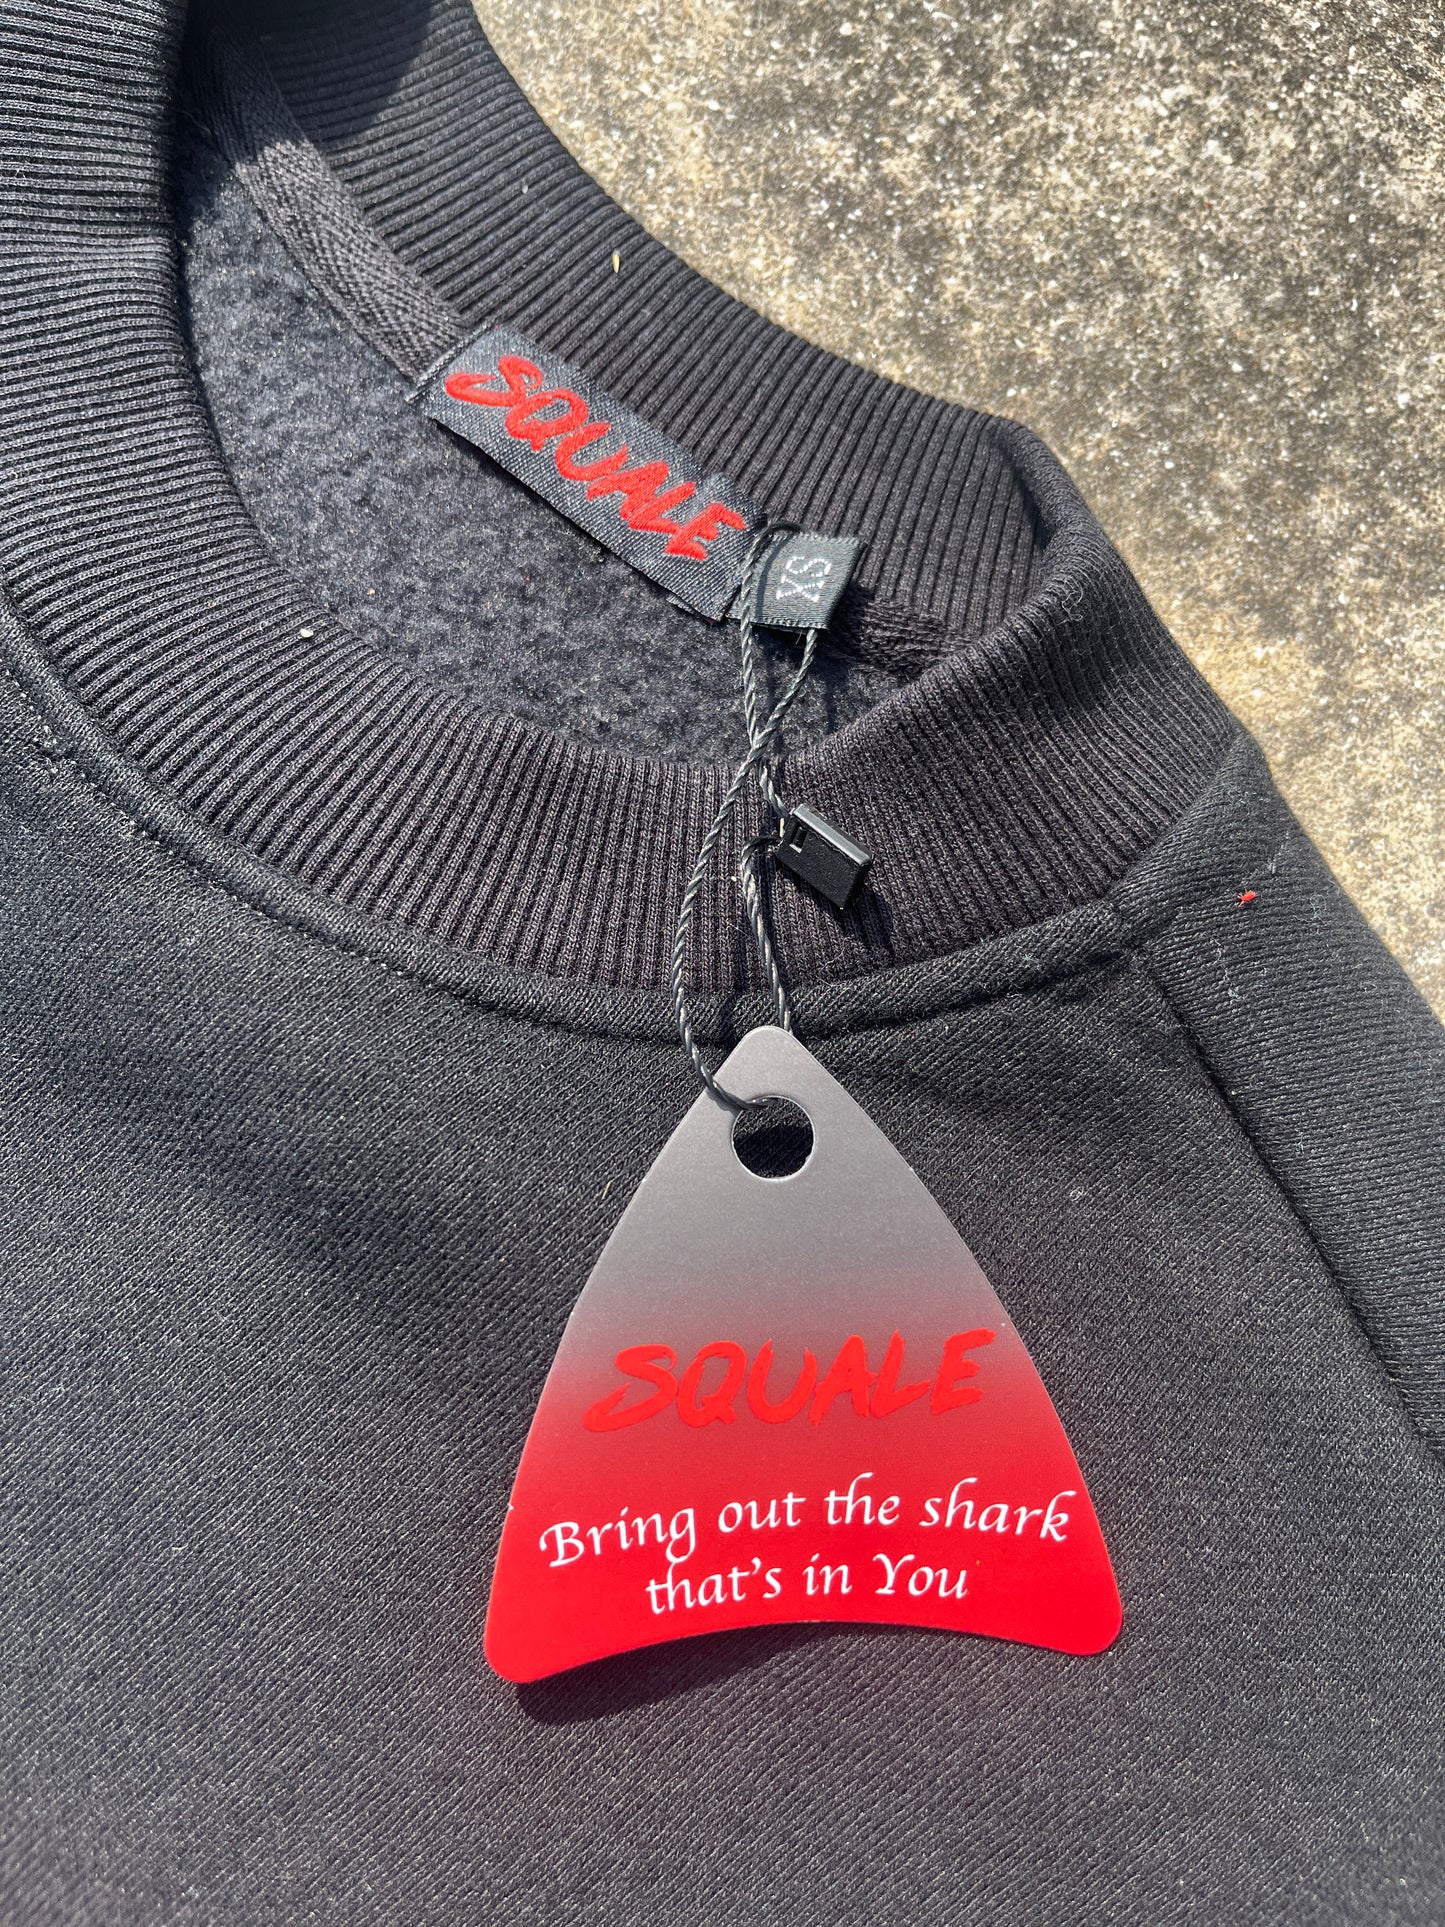 SQUALE
XS
SQUALE
Bring out the shark
that's in You